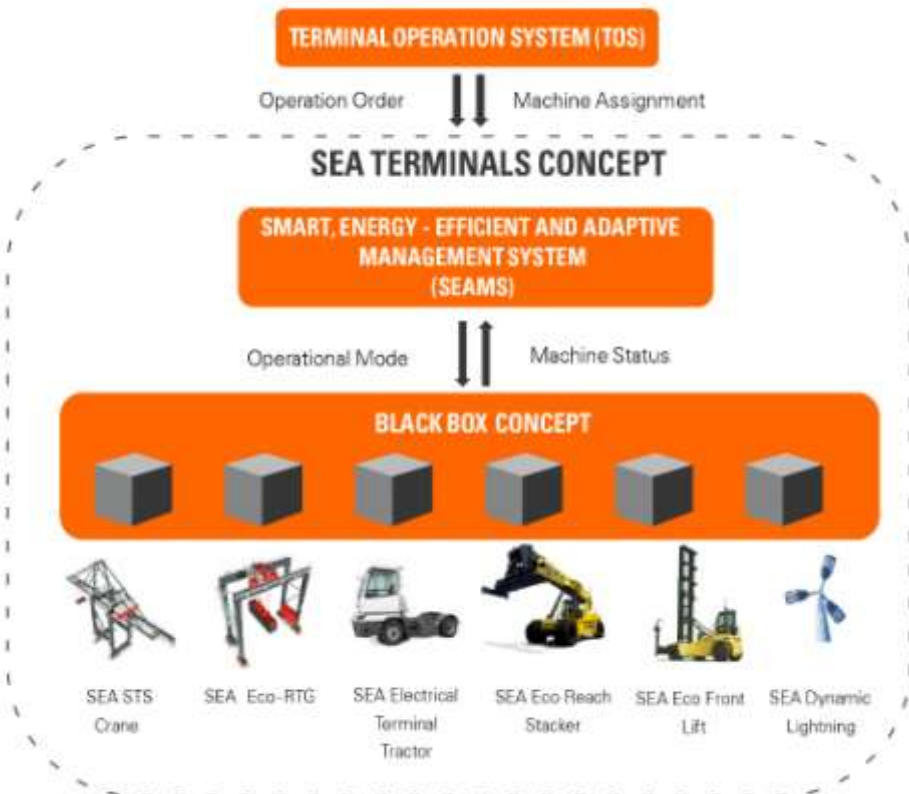 TERMINAL OPERATION SYSTEM (TOS)
Operation Order
Machine Assignment
SEA TERMINALS CONCEPT
SMART, ENERGY - EFFICIENT AND ADAPTIVE
MANAGEMENT SYSTEM
(SEAMS)
Operational Mode
Machine Status
BLACK BOX CONCEPT
SEA STS
Crane
SEA Eco-RTG
SEA Electrical
Terminal
Tractor
SEA Eco Reach
Stacker
SEA Eco Front
Lift
SEA Dynamic
Lightning